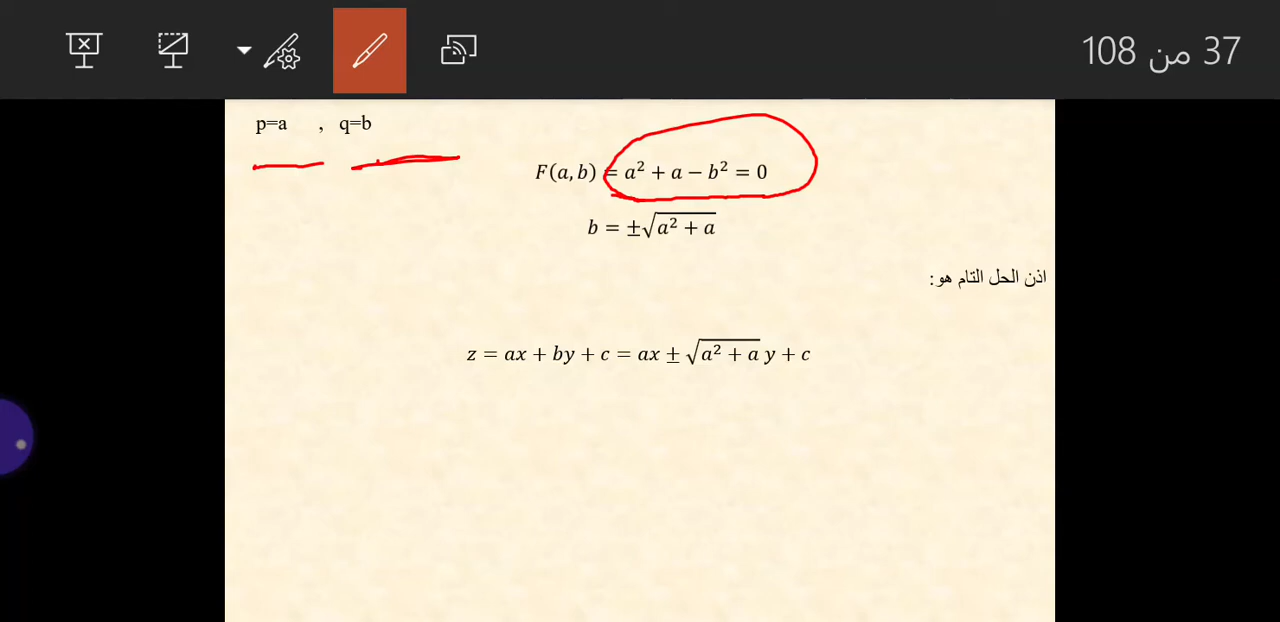 37 من 108
p=a , q=b
F(a, b) = a² + a − b² = 0
b = ±√(a² + a)
اذن الحل التام هو:
z = ax + by + c = ax ± √(a² + a) y + c